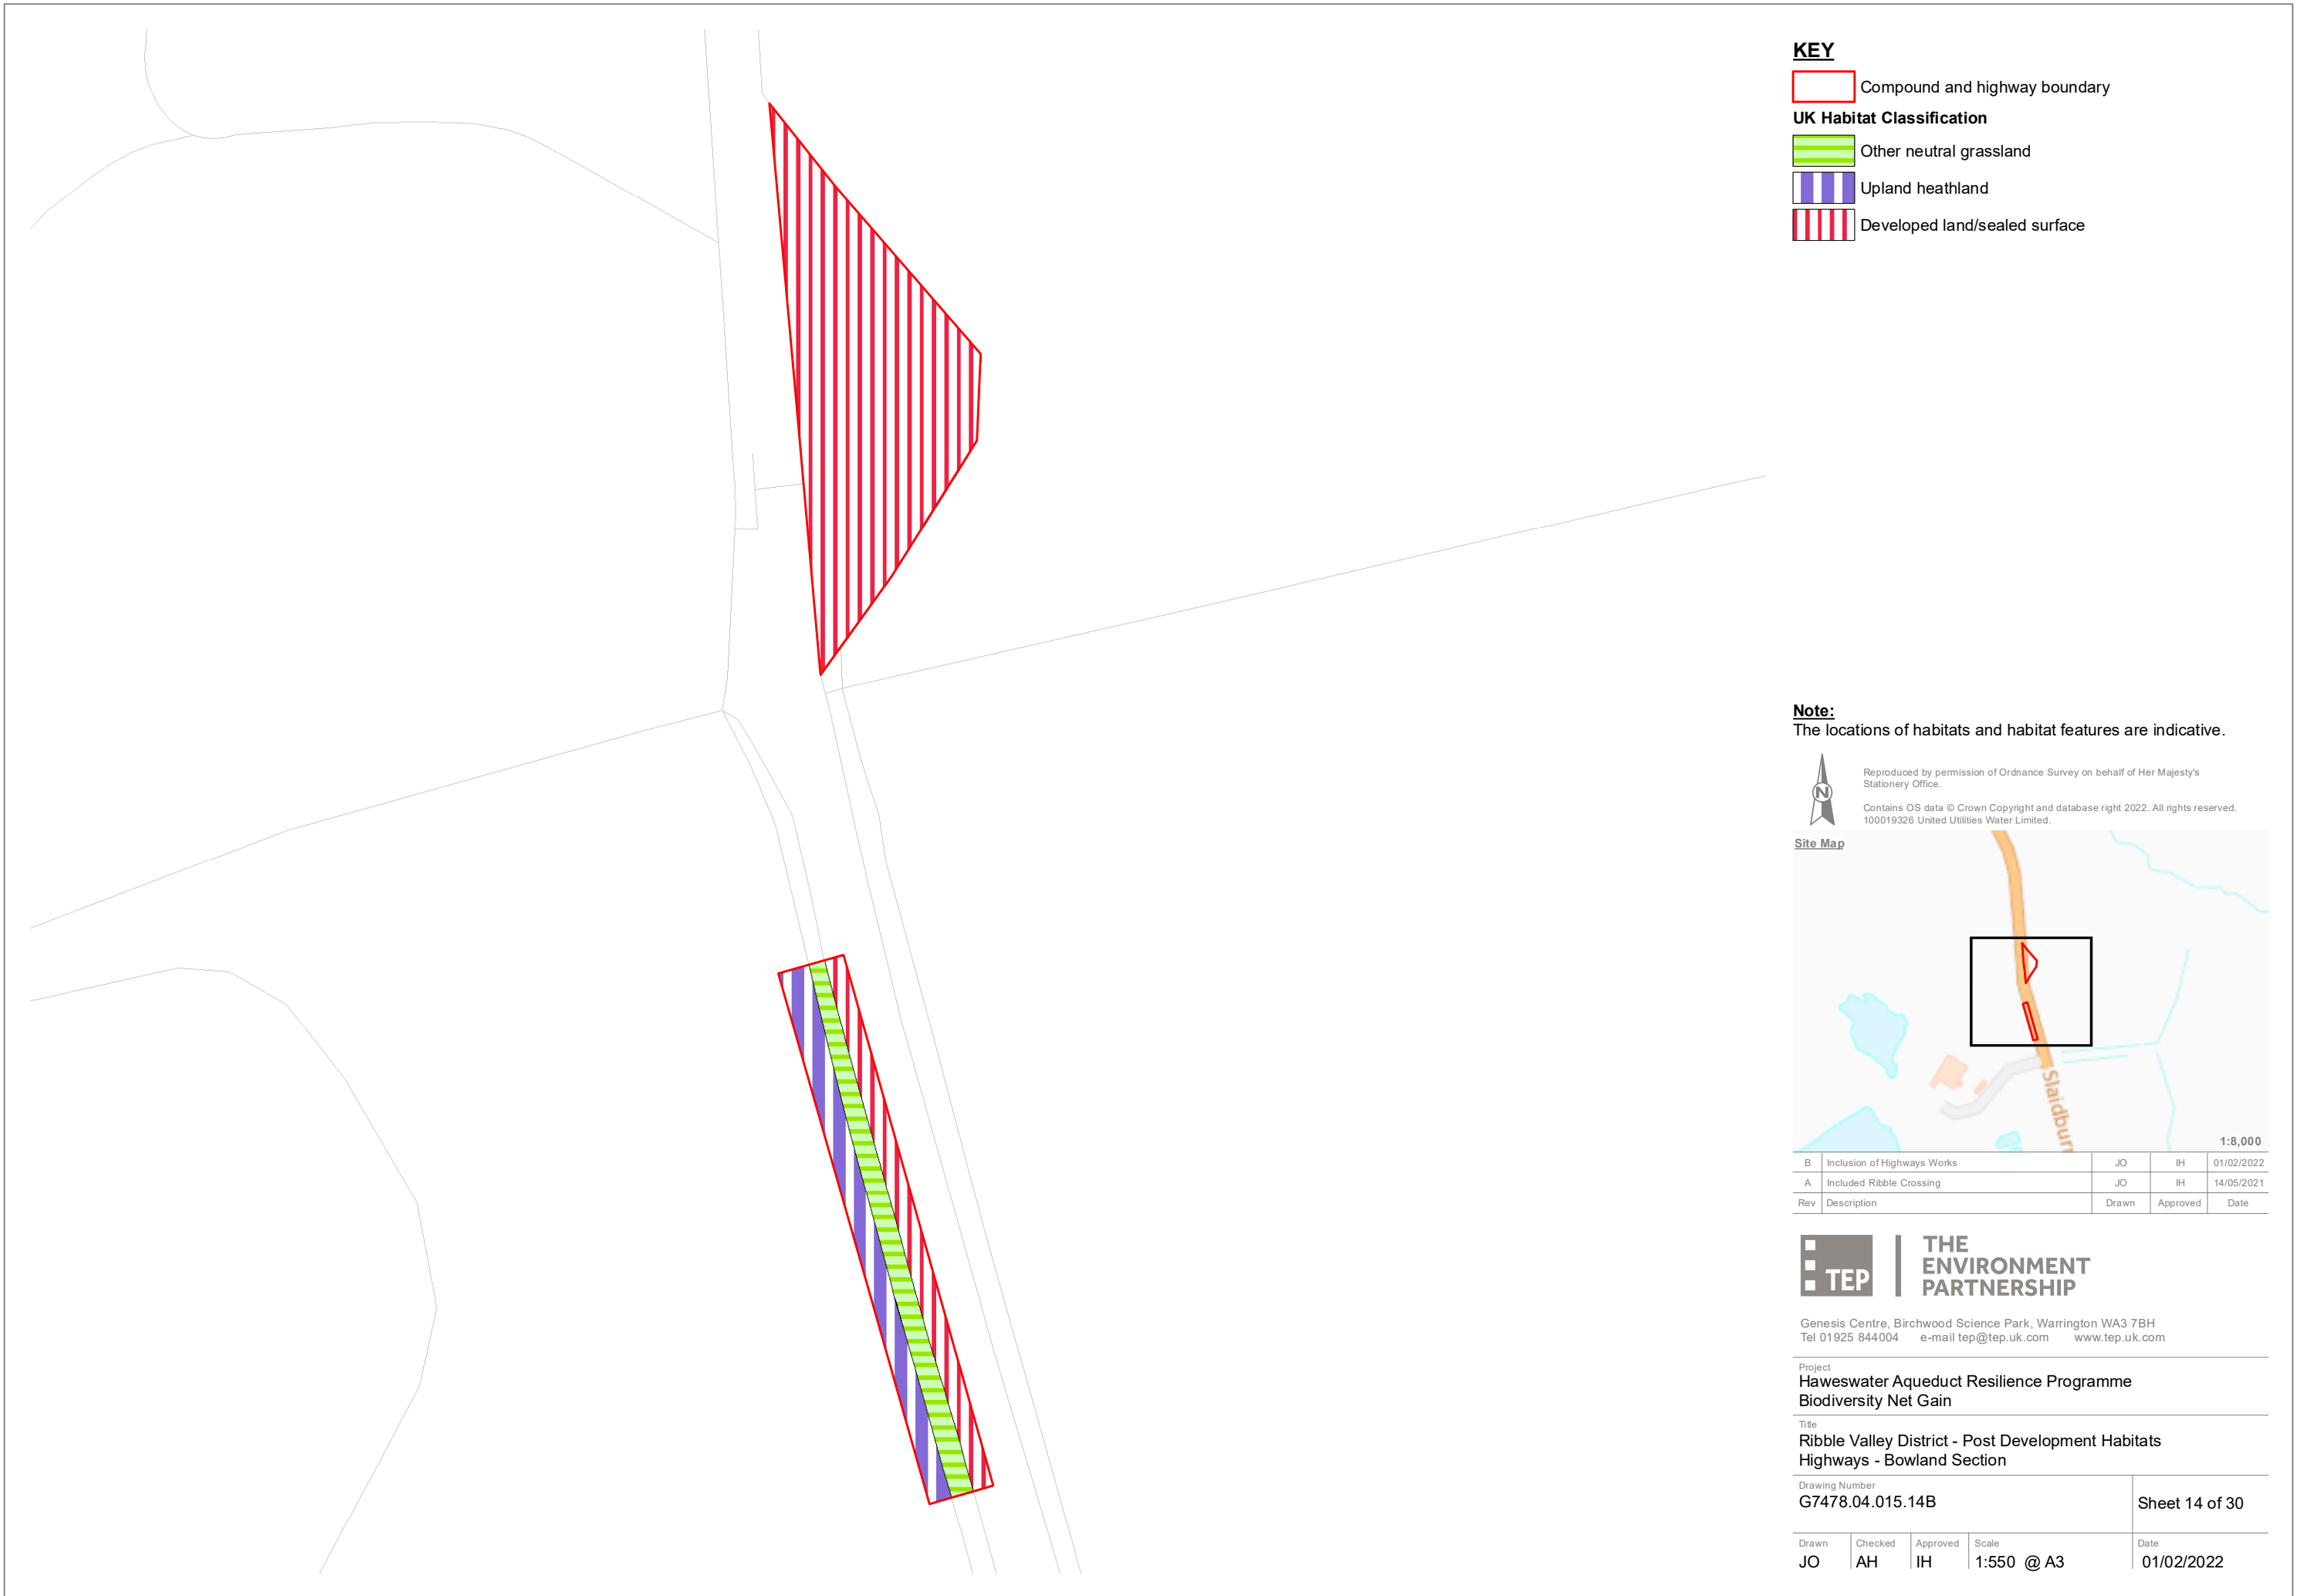 KEY
Compound and highway boundary
UK Habitat Classification
Other neutral grassland
Upland heathland
Developed land/sealed surface
Note:
The locations of habitats and habitat features are indicative.
N
Reproduced by permission of Ordnance Survey on behalf of Her Majesty's
Stationery Office.
Contains OS data © Crown Copyright and database right 2022. All rights reserved.
100019326 United Utilities Water Limited.
Site Map
Slaidburn
1:8,000
B Inclusion of Highways Works JO IH 01/02/2022
A Included Ribble Crossing JO IH 14/05/2021
Rev Description Drawn Approved Date
TEP
THE
ENVIRONMENT
PARTNERSHIP
Genesis Centre, Birchwood Science Park, Warrington WA3 7BH
Tel 01925 844004 e-mail tep@tep.uk.com www.tep.uk.com
Project
Haweswater Aqueduct Resilience Programme
Biodiversity Net Gain
Title
Ribble Valley District - Post Development Habitats
Highways - Bowland Section
Drawing Number
G7478.04.015.14B
Sheet 14 of 30
Drawn Checked Approved Scale Date
JO AH IH 1:550 @ A3 01/02/2022